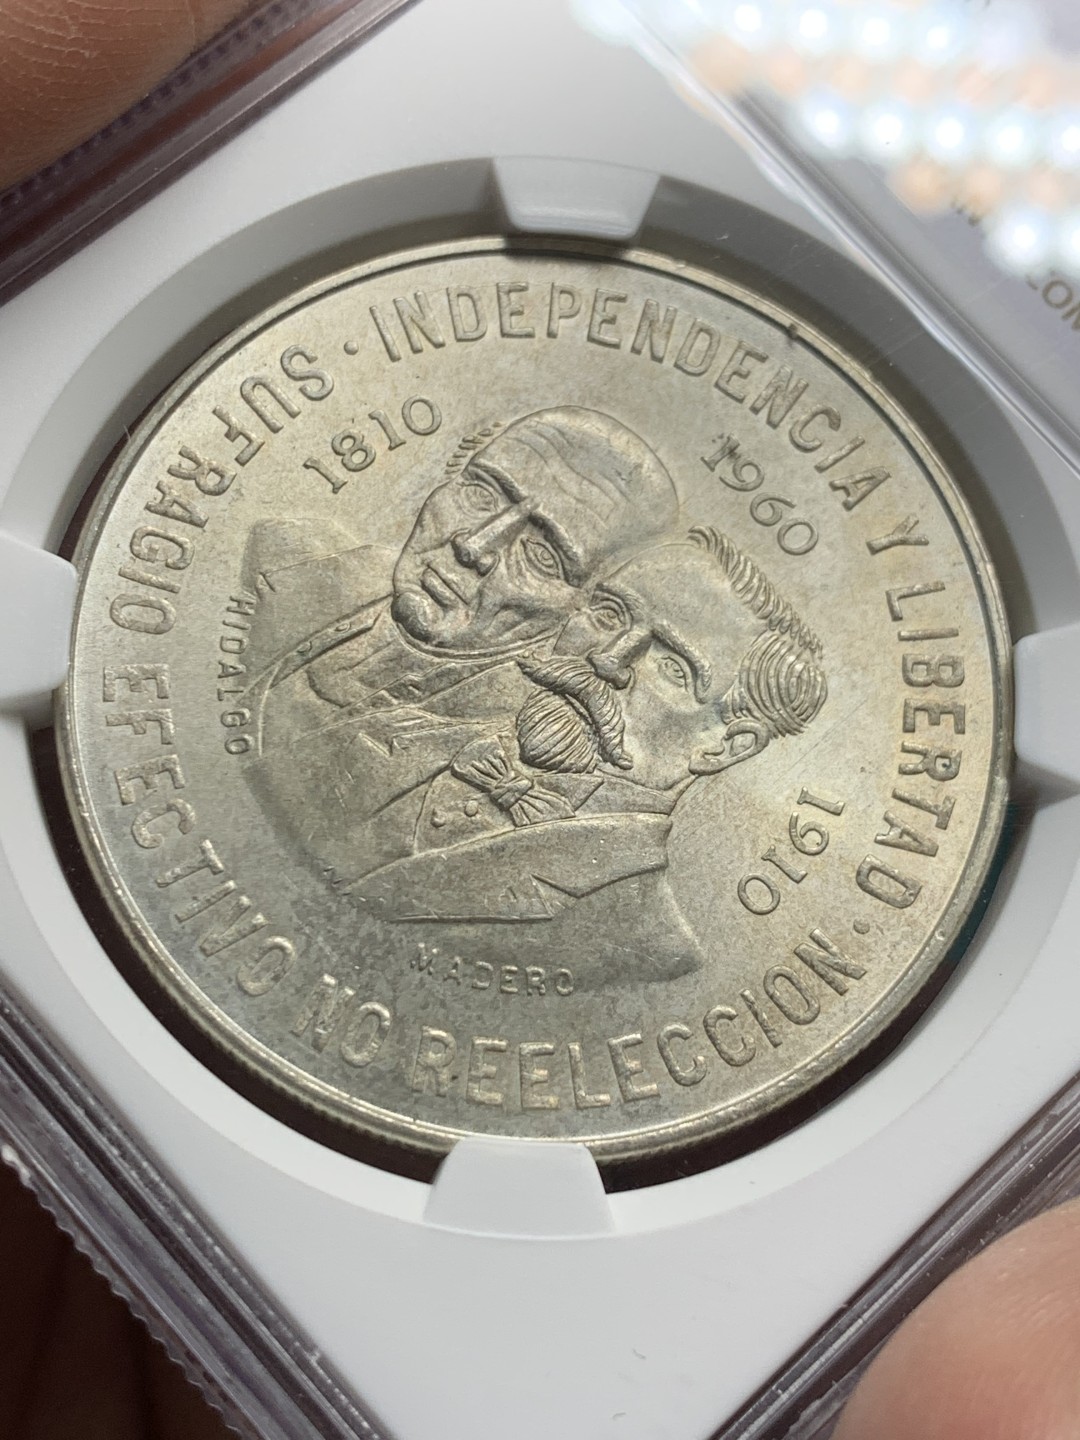 · INDEPENDENCIA Y LIBERTAD ·
SUFRAGIO EFECTIVO NO REELECCION
1810
1960
1910
HIDALGO
MADERO